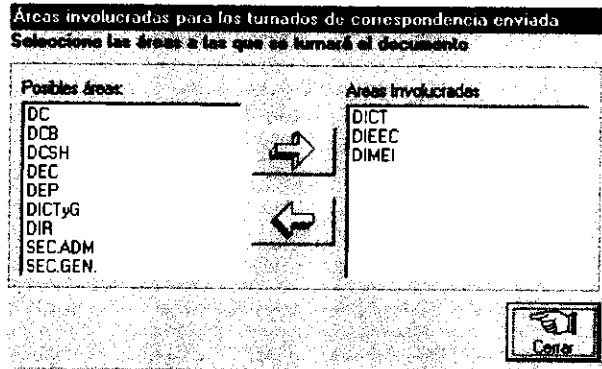 Áreas involucradas para los turnados de correspondencia enviada
Seleccione las áreas a las que se turnará el documento
Posibles áreas:
DC
DCB
DCSH
DEC
DEP
DICTyG
DIR
SEC.ADM
SEC.GEN.
Areas Involucradas
DICT
DIEEC
DIMEI
Cerrar